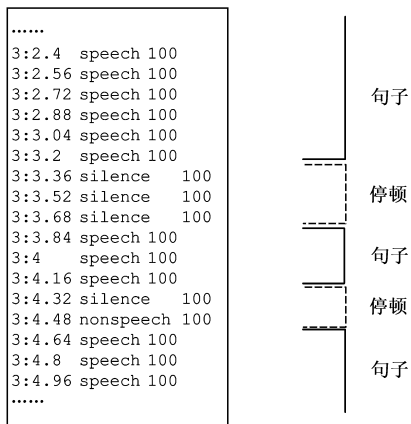 ......
3:2.4 speech 100
3:2.56 speech 100
3:2.72 speech 100
3:2.88 speech 100
3:3.04 speech 100
3:3.2 speech 100
3:3.36 silence 100
3:3.52 silence 100
3:3.68 silence 100
3:3.84 speech 100
3:4 speech 100
3:4.16 speech 100
3:4.32 silence 100
3:4.48 nonspeech 100
3:4.64 speech 100
3:4.8 speech 100
3:4.96 speech 100
......
句子
停顿
句子
停顿
句子